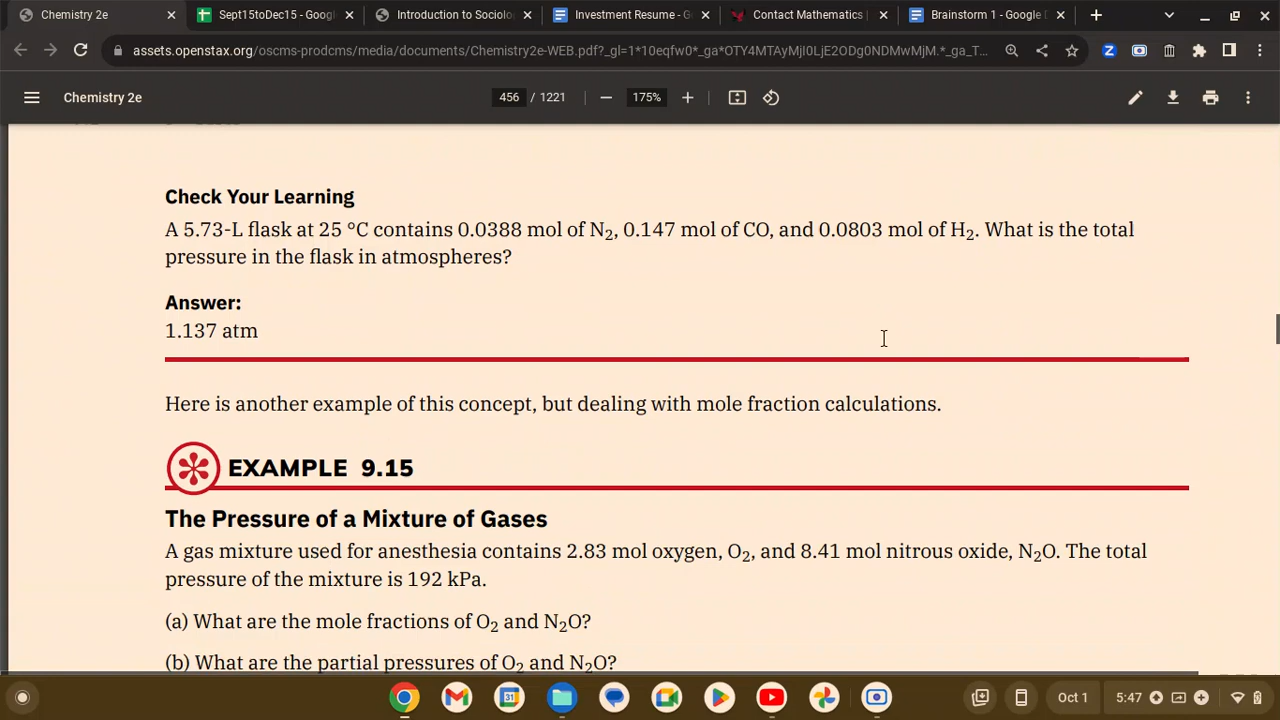 Chemistry 2e
Sept15toDec15 - Googl
Introduction to Sociolo
Investment Resume - G
Contact Mathematics |
Brainstorm 1 - Google D
assets.openstax.org/oscms-prodcms/media/documents/Chemistry2e-WEB.pdf?_gl=1*10eqfw0*_ga*OTY4MTAyMjI0LjE2ODg0NDMwMjM.*_ga_T...
Chemistry 2e
456 / 1221
175%
Check Your Learning
A 5.73-L flask at 25 °C contains 0.0388 mol of N₂, 0.147 mol of CO, and 0.0803 mol of H₂. What is the total
pressure in the flask in atmospheres?
Answer:
1.137 atm
Here is another example of this concept, but dealing with mole fraction calculations.
EXAMPLE 9.15
The Pressure of a Mixture of Gases
A gas mixture used for anesthesia contains 2.83 mol oxygen, O₂, and 8.41 mol nitrous oxide, N₂O. The total
pressure of the mixture is 192 kPa.
(a) What are the mole fractions of O₂ and N₂O?
(b) What are the partial pressures of O₂ and N₂O?
31
Oct 1
5:47